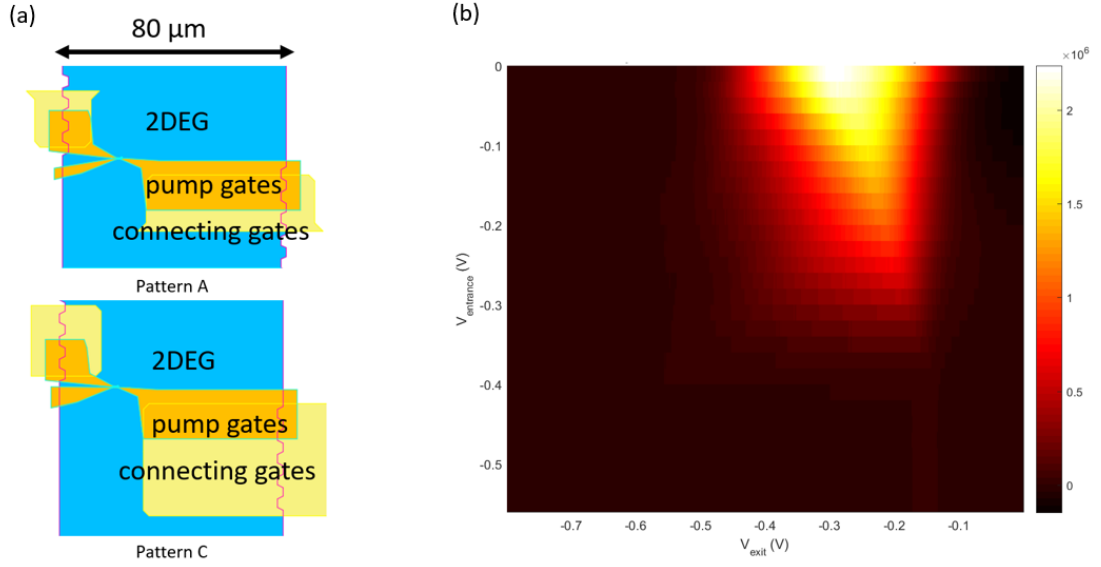 (a)
80 μm
2DEG
pump gates
connecting gates
Pattern A
2DEG
pump gates
connecting gates
Pattern C
(b)
×10⁶
0
-0.1
-0.2
-0.3
-0.4
-0.5
V_entrance (V)
-0.7
-0.6
-0.5
-0.4
-0.3
-0.2
-0.1
V_exit (V)
2
1.5
1
0.5
0